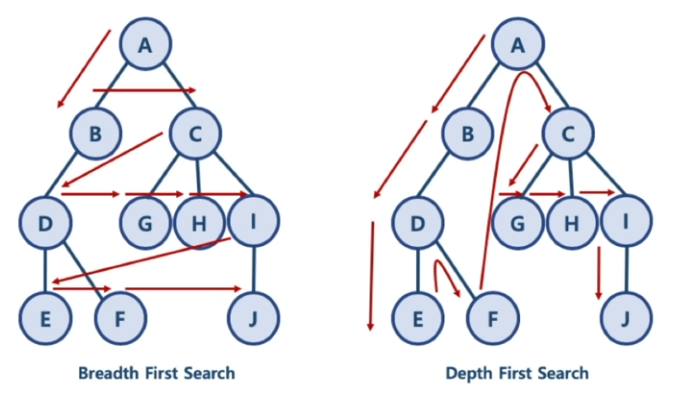 A A
B C B C
D G H I D G H I
E F J E F J
Breadth First Search Depth First Search